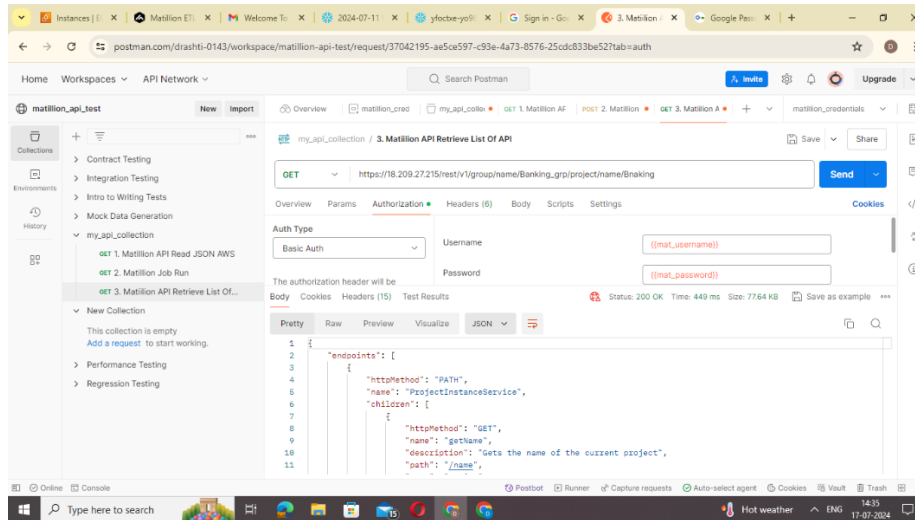 Instances | E
Matillion ETL
Welcome To
2024-07-11
yfoctxe-yo9
Sign in - Goo
3. Matillion A
Google Passw
postman.com/drashti-0143/workspace/matillion-api-test/request/37042195-ae5ce597-c93e-4a73-8576-25cdc833be52?tab=auth
D
Home Workspaces API Network Search Postman Invite Upgrade
matillion_api_test New Import Overview matillion_cred my_api_collec GET 1. Matillion AF POST 2. Matillion GET 3. Matillion A matillion_credentials
Collections
Environments
History
Contract Testing
Integration Testing
Intro to Writing Tests
Mock Data Generation
my_api_collection
GET 1. Matillion API Read JSON AWS
GET 2. Matillion Job Run
GET 3. Matillion API Retrieve List Of...
New Collection
This collection is empty
Add a request to start working.
Performance Testing
Regression Testing
HTTP my_api_collection / 3. Matillion API Retrieve List Of API Save Share
GET https://18.209.27.215/rest/v1/group/name/Banking_grp/project/name/Bnaking Send
Overview Params Authorization Headers (6) Body Scripts Settings Cookies
Auth Type
Basic Auth
The authorization header will be
Username {{mat_username}}
Password {{mat_password}}
Body Cookies Headers (15) Test Results Status: 200 OK Time: 449 ms Size: 77.64 KB Save as example
Pretty Raw Preview Visualize JSON
1 {
2 "endpoints": [
3 {
4 "httpMethod": "PATH",
5 "name": "ProjectInstanceService",
6 "children": [
7 {
8 "httpMethod": "GET",
9 "name": "getName",
10 "description": "Gets the name of the current project",
11 "path": "/name",
Online Console Postbot Runner Capture requests Auto-select agent Cookies Vault Trash
Type here to search 15 Hot weather ENG 14:35
17-07-2024